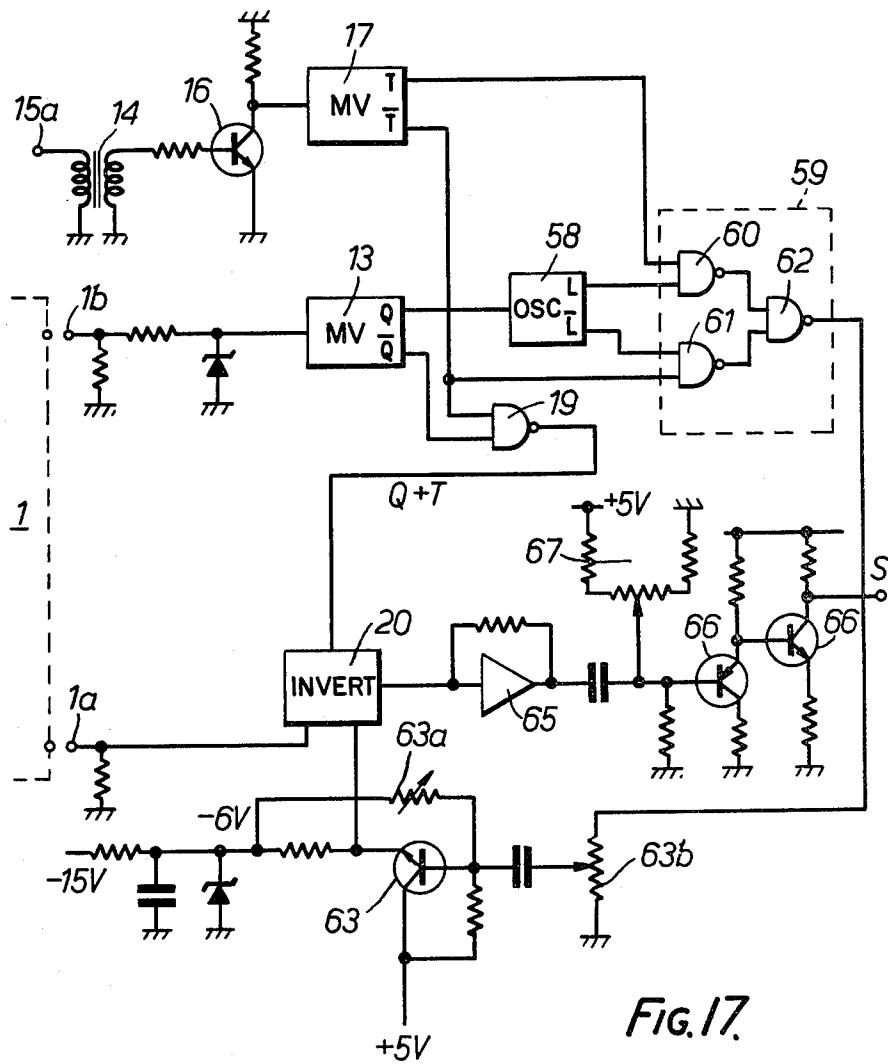 17
59
16
T
15a
14
MV
T̅
60
58
13
62
1b
Q
L
OSC
MV
Q̅
L̅
61
19
1
Q+T
+5V
67
S
20
66
66
INVERT
65
1a
63a
-6V
-15V
63
63b
+5V
FIG. 17.